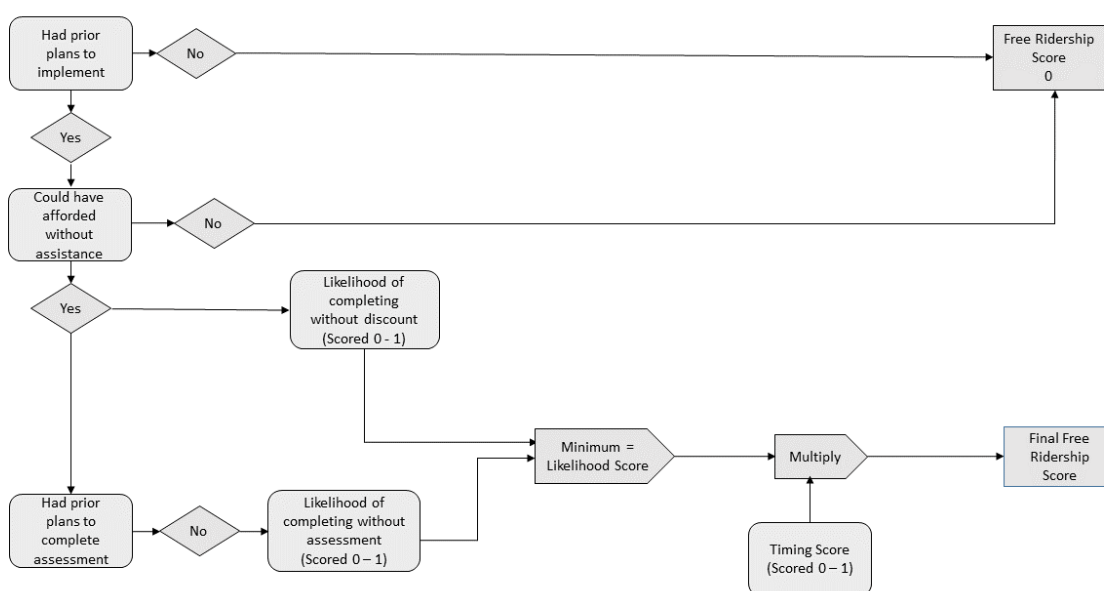 Had prior
plans to
implement
No
Free Ridership
Score
0
Yes
Could have
afforded
without
assistance
No
Yes
Likelihood of
completing
without discount
(Scored 0 - 1)
Minimum =
Likelihood Score
Multiply
Final Free
Ridership
Score
Had prior
plans to
complete
assessment
No
Likelihood of
completing without
assessment
(Scored 0 – 1)
Timing Score
(Scored 0 – 1)